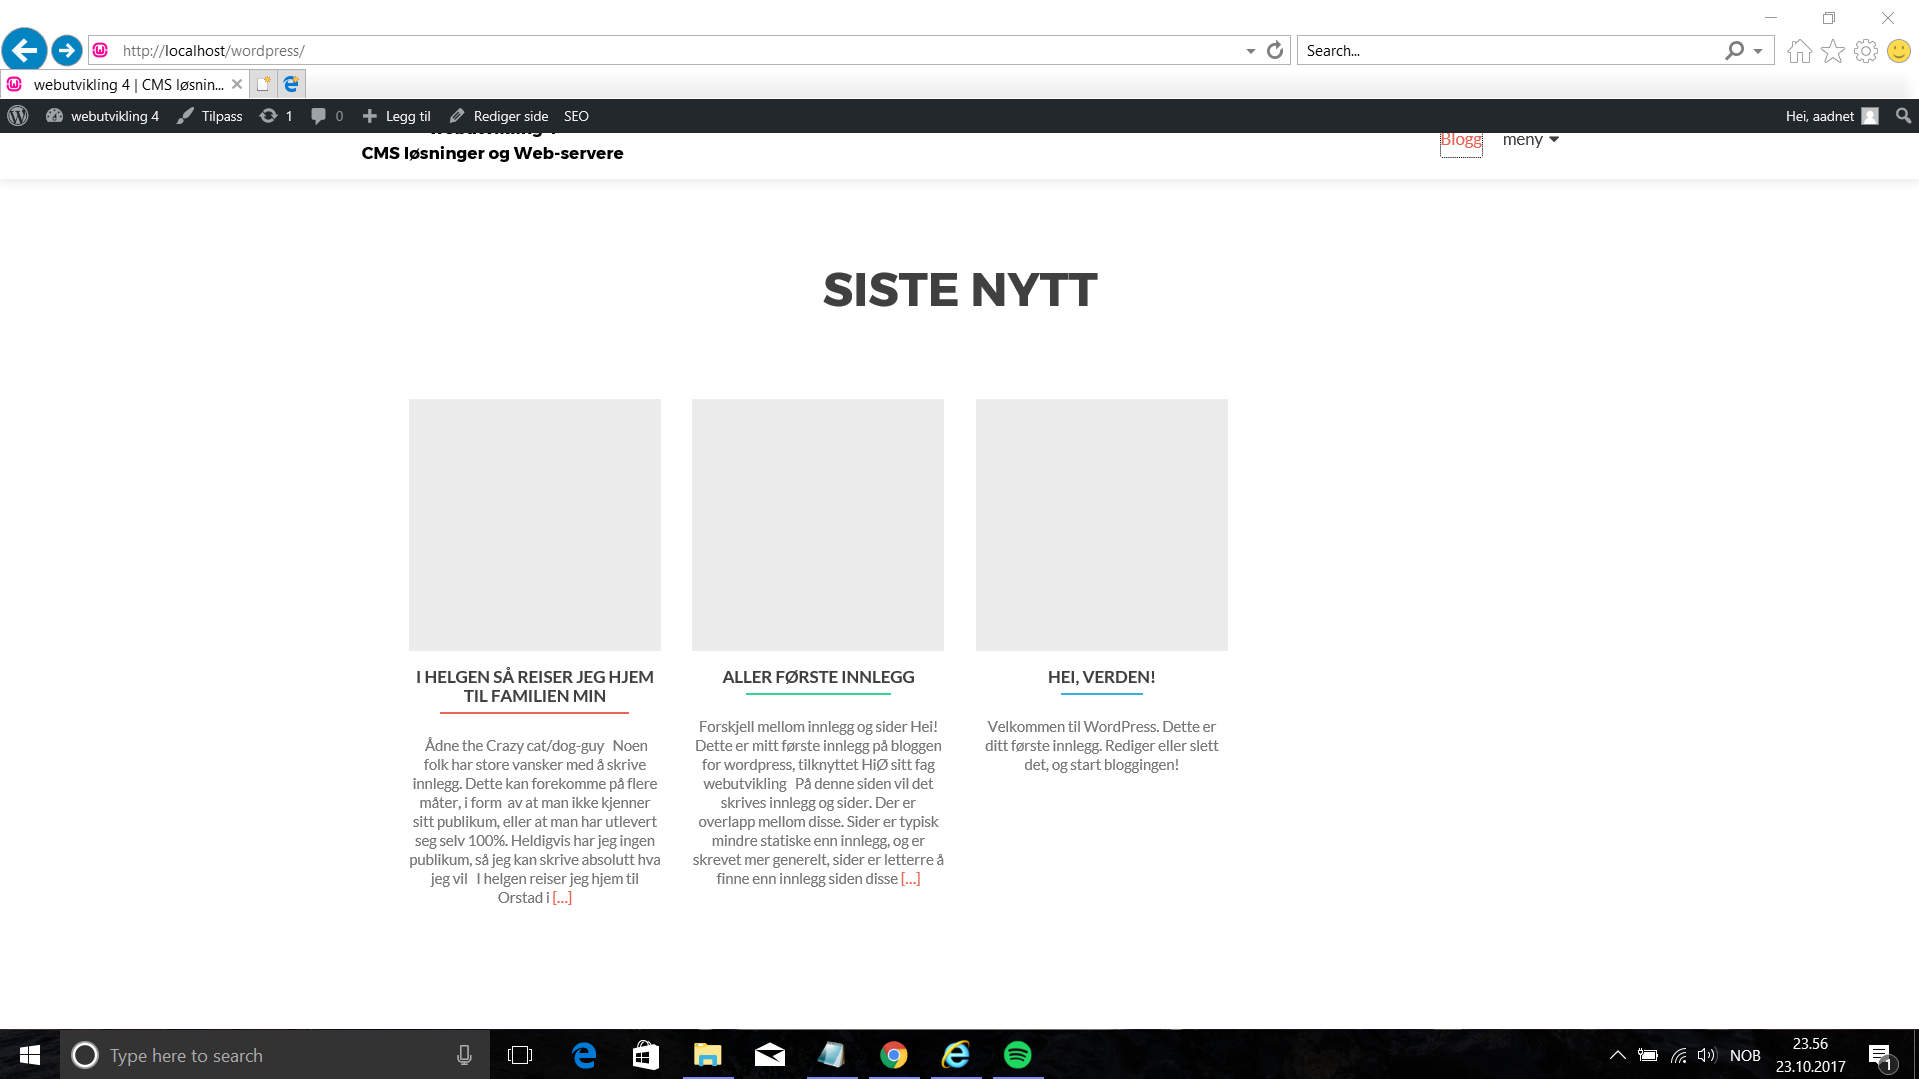 http://localhost/wordpress/
Search...
webutvikling 4 | CMS løsnin...
webutvikling 4
Tilpass
1
0
Legg til
Rediger side
SEO
Hei, aadnet
webutvikling 4
CMS løsninger og Web-servere
Blogg
meny
SISTE NYTT
I HELGEN SÅ REISER JEG HJEM
TIL FAMILIEN MIN
Ådne the Crazy cat/dog-guy   Noen
folk har store vansker med å skrive
innlegg. Dette kan forekomme på flere
måter, i form  av at man ikke kjenner
sitt publikum, eller at man har utlevert
seg selv 100%. Heldigvis har jeg ingen
publikum, så jeg kan skrive absolutt hva
jeg vil   I helgen reiser jeg hjem til
Orstad i [...]
ALLER FØRSTE INNLEGG
Forskjell mellom innlegg og sider Hei!
Dette er mitt første innlegg på bloggen
for wordpress, tilknyttet HiØ sitt fag
webutvikling   På denne siden vil det
skrives innlegg og sider. Der er
overlapp mellom disse. Sider er typisk
mindre statiske enn innlegg, og er
skrevet mer generelt, sider er letterre å
finne enn innlegg siden disse [...]
HEI, VERDEN!
Velkommen til WordPress. Dette er
ditt første innlegg. Rediger eller slett
det, og start bloggingen!
Type here to search
NOB
23.56
23.10.2017
1